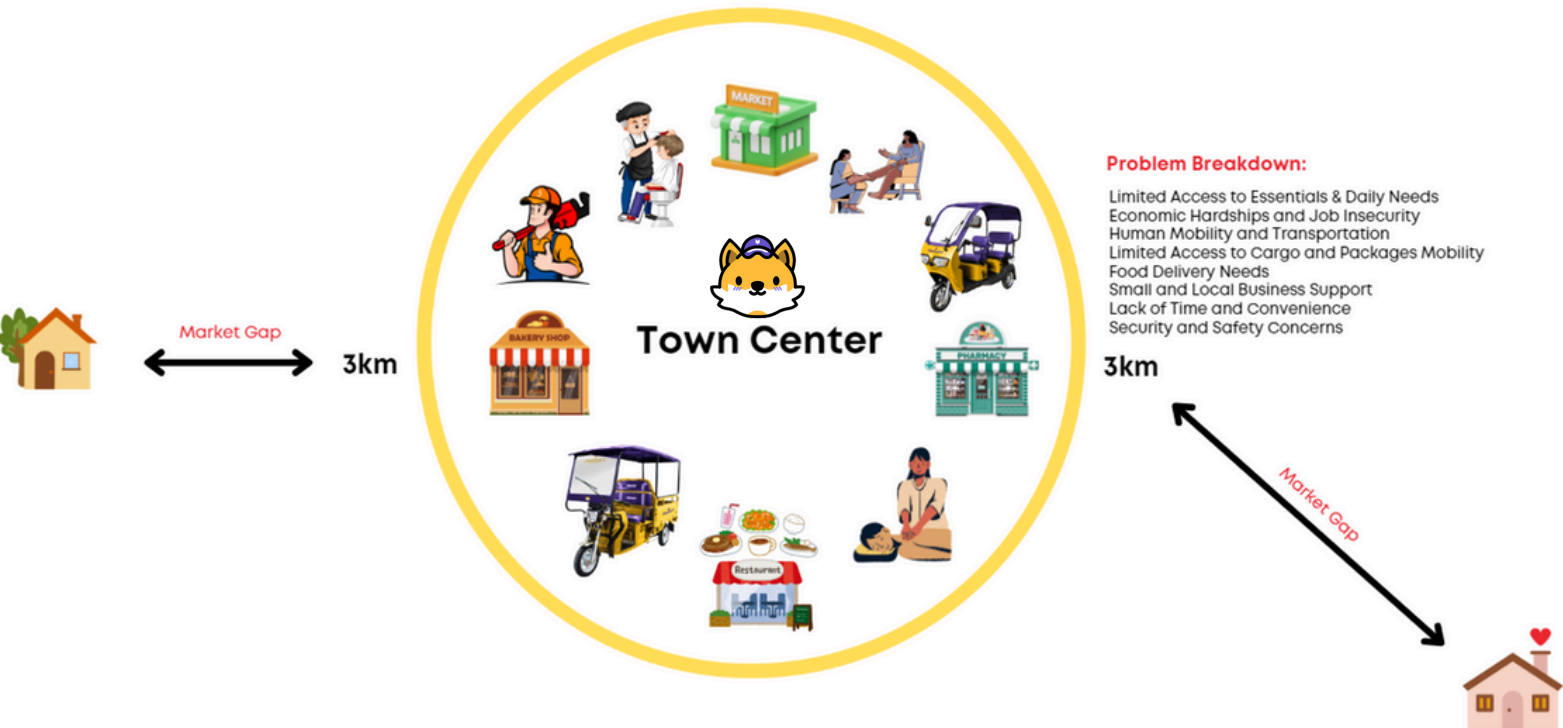 MARKET
Problem Breakdown:
Limited Access to Essentials & Daily Needs
Economic Hardships and Job Insecurity
Human Mobility and Transportation
Limited Access to Cargo and Packages Mobility
Food Delivery Needs
Small and Local Business Support
Lack of Time and Convenience
Security and Safety Concerns
Market Gap
3km
BAKERY SHOP
Town Center
PHARMACY
3km
Market Gap
Restaurant